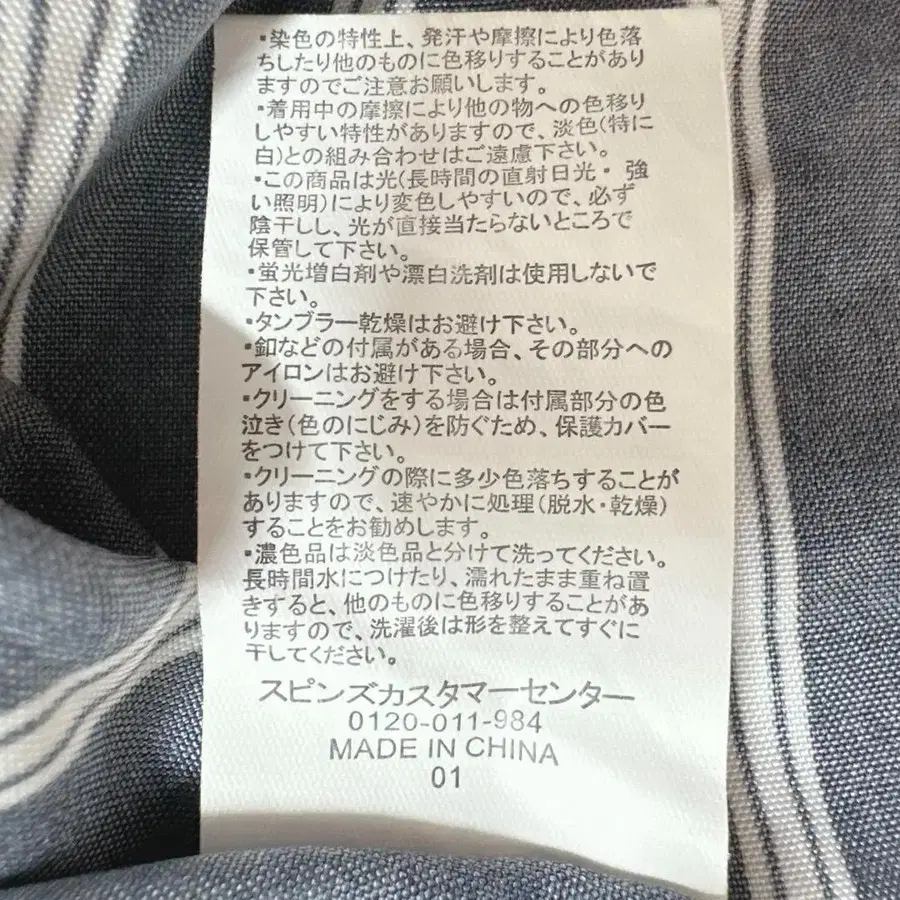 ・染色の特性上、発汗や摩擦により色落
ちしたり他のものに色移りすることがあり
ますのでご注意お願いします。
・着用中の摩擦により他の物への色移り
しやすい特性がありますので、淡色(特に
白)との組み合わせはご遠慮下さい。
・この商品は光(長時間の直射日光・強
い照明)により変色しやすいので、必ず
陰干しし、光が直接当たらないところで
保管して下さい。
・蛍光増白剤や漂白洗剤は使用しないで
下さい。
・タンブラー乾燥はお避け下さい。
・釦などの付属がある場合、その部分への
アイロンはお避け下さい。
・クリーニングをする場合は付属部分の色
泣き(色のにじみ)を防ぐため、保護カバー
をつけて下さい。
・クリーニングの際に多少色落ちすることが
ありますので、速やかに処理(脱水・乾燥)
することをお勧めします。
・濃色品は淡色品と分けて洗ってください。
長時間水につけたり、濡れたまま重ね置
きすると、他のものに色移りすることがあ
りますので、洗濯後は形を整えてすぐに
干してください。
スピンズカスタマーセンター
0120-011-984
MADE IN CHINA
01